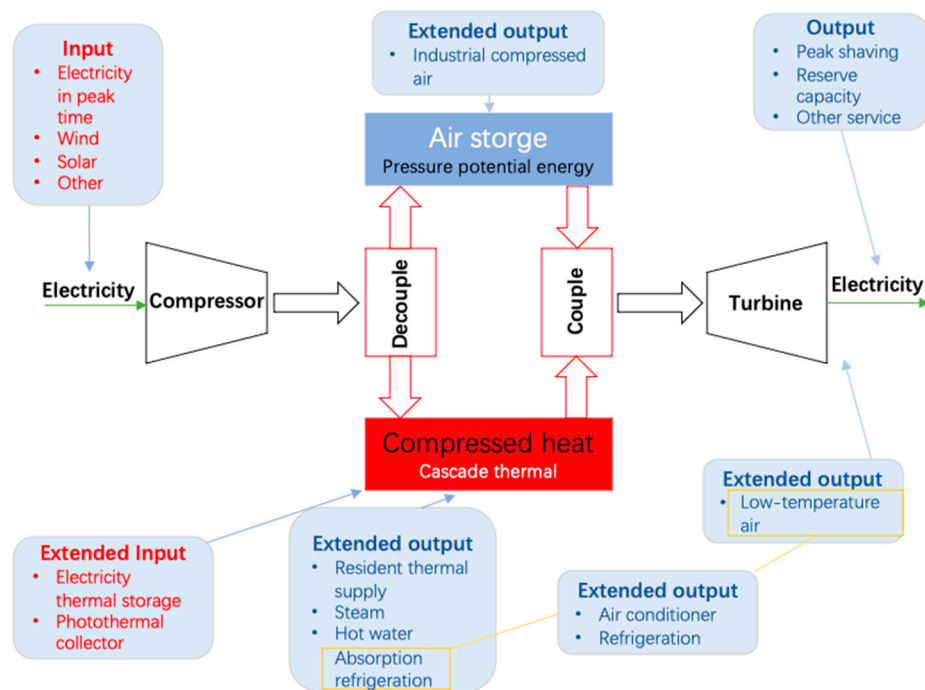 Input
• Electricity
in peak
time
• Wind
• Solar
• Other
Extended output
• Industrial compressed
air
Output
• Peak shaving
• Reserve
capacity
• Other service
Air storge
Pressure potential energy
Electricity
Compressor
Decouple
Couple
Turbine
Electricity
Compressed heat
Cascade thermal
Extended Input
• Electricity
thermal storage
• Photothermal
collector
Extended output
• Resident thermal
supply
• Steam
• Hot water
Absorption
refrigeration
Extended output
• Air conditioner
• Refrigeration
Extended output
• Low-temperature
air